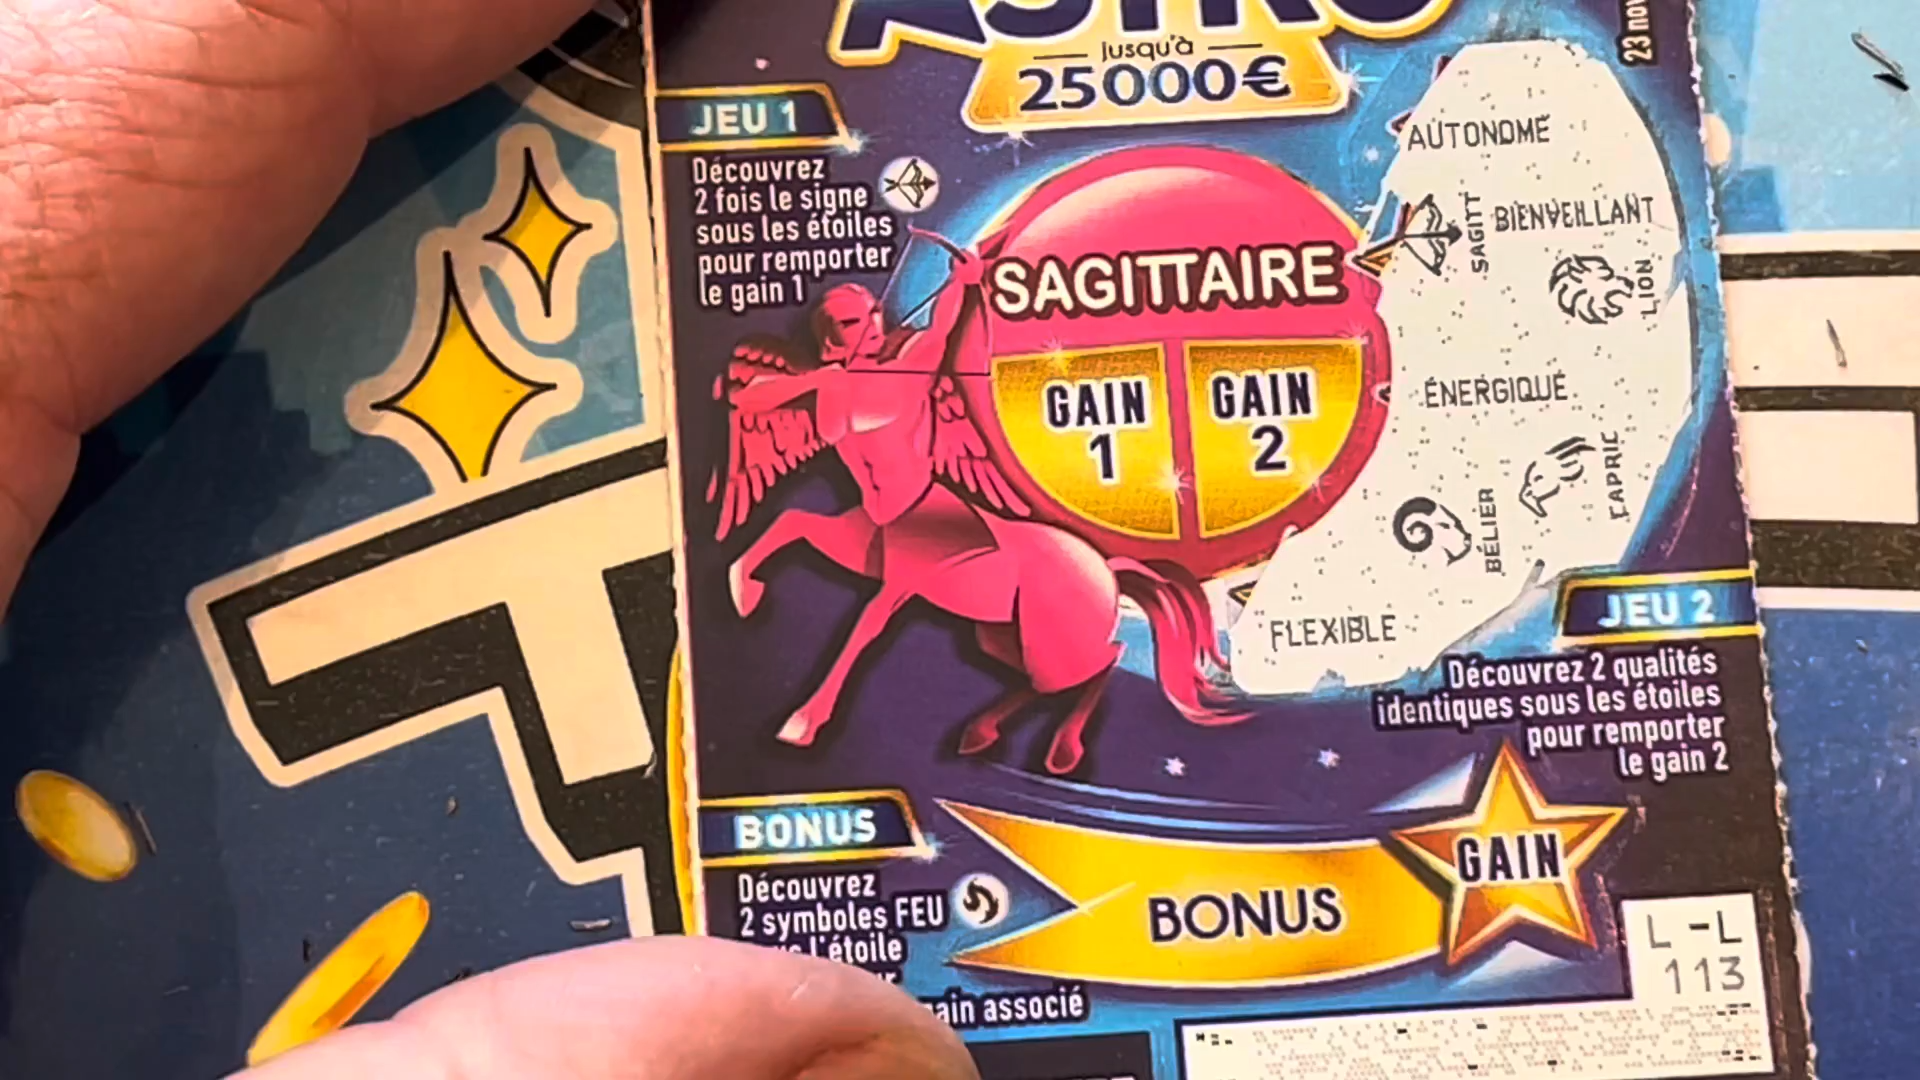 ASTRO
jusqu'à
25000€
23 nov
JEU 1
Découvrez
2 fois le signe
sous les étoiles
pour remporter
le gain 1
SAGITTAIRE
GAIN
1
GAIN
2
AUTONOME
SAGITT
BIENVEILLANT
LION
ÉNERGIQUE
CAPRIC
BÉLIER
FLEXIBLE
JEU 2
Découvrez 2 qualités
identiques sous les étoiles
pour remporter
le gain 2
BONUS
Découvrez
2 symboles FEU
l'étoile
associé
BONUS
GAIN
L - L
113